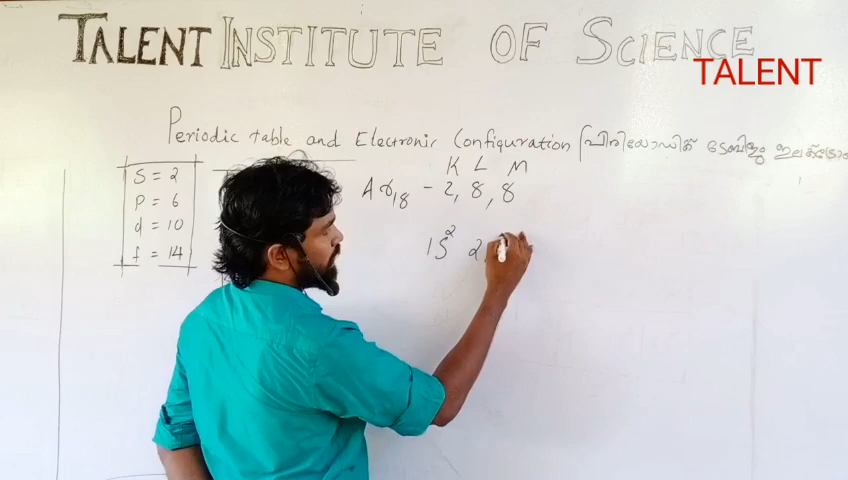 TALENT INSTITUTE OF SCIENCE
TALENT
Periodic table and Electronic Configuration (പിരിയോഡിക് ടേബിളും
K L M
S = 2
Ar18 - 2, 8, 8
P = 6
d = 10
1S² 2
f = 14